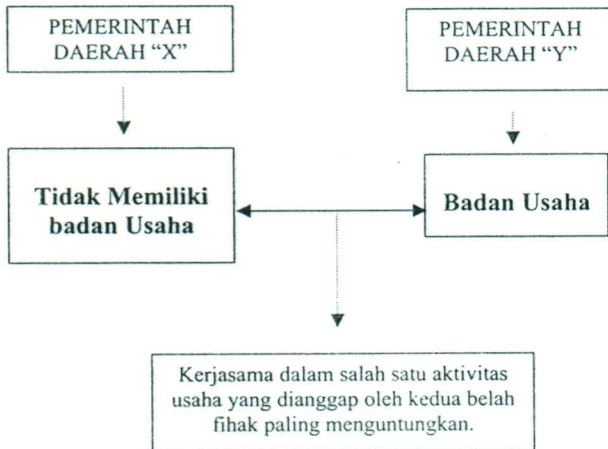 PEMERINTAH
DAERAH “X”
PEMERINTAH
DAERAH “Y”
Tidak Memiliki
badan Usaha
Badan Usaha
Kerjasama dalam salah satu aktivitas
usaha yang dianggap oleh kedua belah
fihak paling menguntungkan.